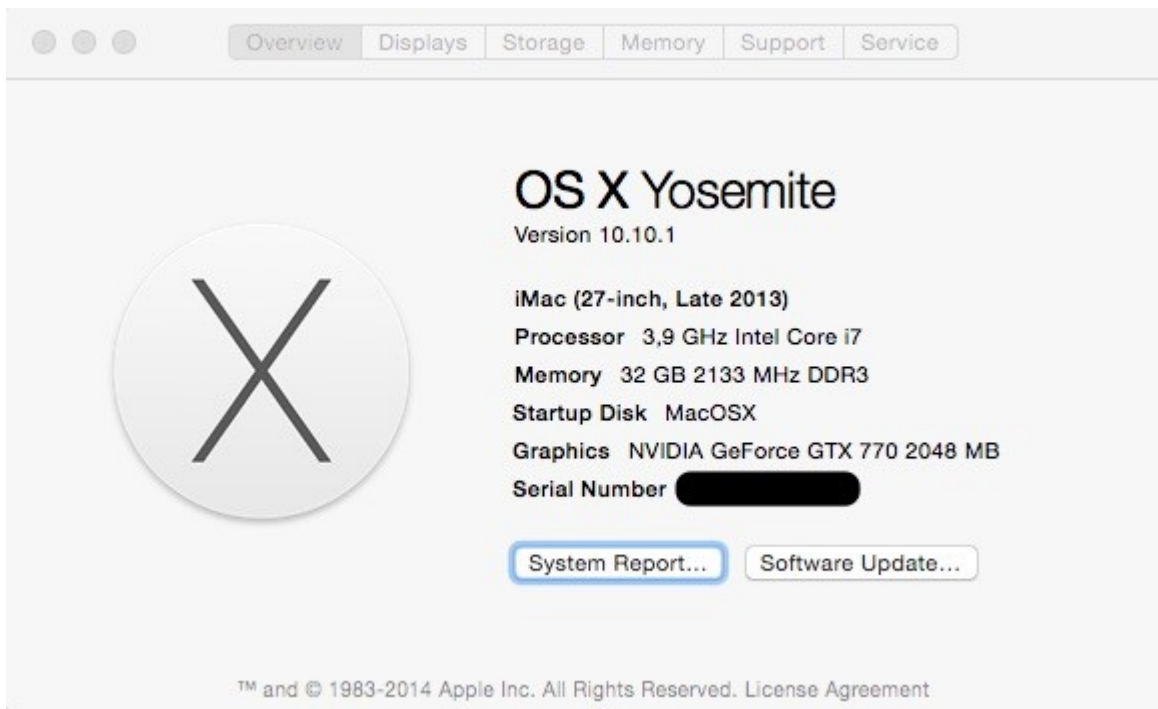 Overview Displays Storage Memory Support Service
OS X Yosemite
Version 10.10.1
iMac (27-inch, Late 2013)
Processor 3,9 GHz Intel Core i7
Memory 32 GB 2133 MHz DDR3
Startup Disk MacOSX
Graphics NVIDIA GeForce GTX 770 2048 MB
Serial Number
System Report... Software Update...
™ and © 1983-2014 Apple Inc. All Rights Reserved. License Agreement